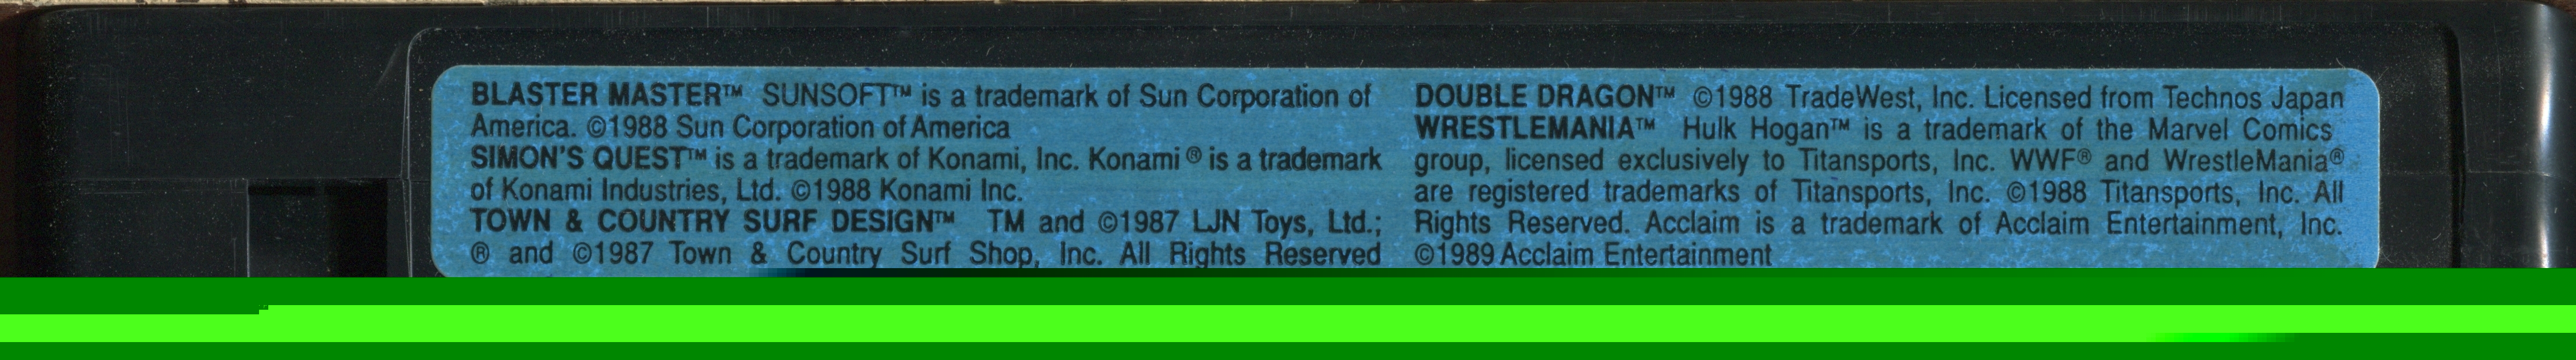 BLASTER MASTER™ SUNSOFT™ is a trademark of Sun Corporation of
America. ©1988 Sun Corporation of America
SIMON'S QUEST™ is a trademark of Konami, Inc. Konami® is a trademark
of Konami Industries, Ltd. ©1988 Konami Inc.
TOWN & COUNTRY SURF DESIGN™ TM and ©1987 LJN Toys, Ltd.;
® and ©1987 Town & Country Surf Shop, Inc. All Rights Reserved
DOUBLE DRAGON™ ©1988 TradeWest, Inc. Licensed from Technos Japan
WRESTLEMANIA™ Hulk Hogan™ is a trademark of the Marvel Comics
group, licensed exclusively to Titansports, Inc. WWF® and WrestleMania®
are registered trademarks of Titansports, Inc. ©1988 Titansports, Inc. All
Rights Reserved. Acclaim is a trademark of Acclaim Entertainment, Inc.
©1989 Acclaim Entertainment